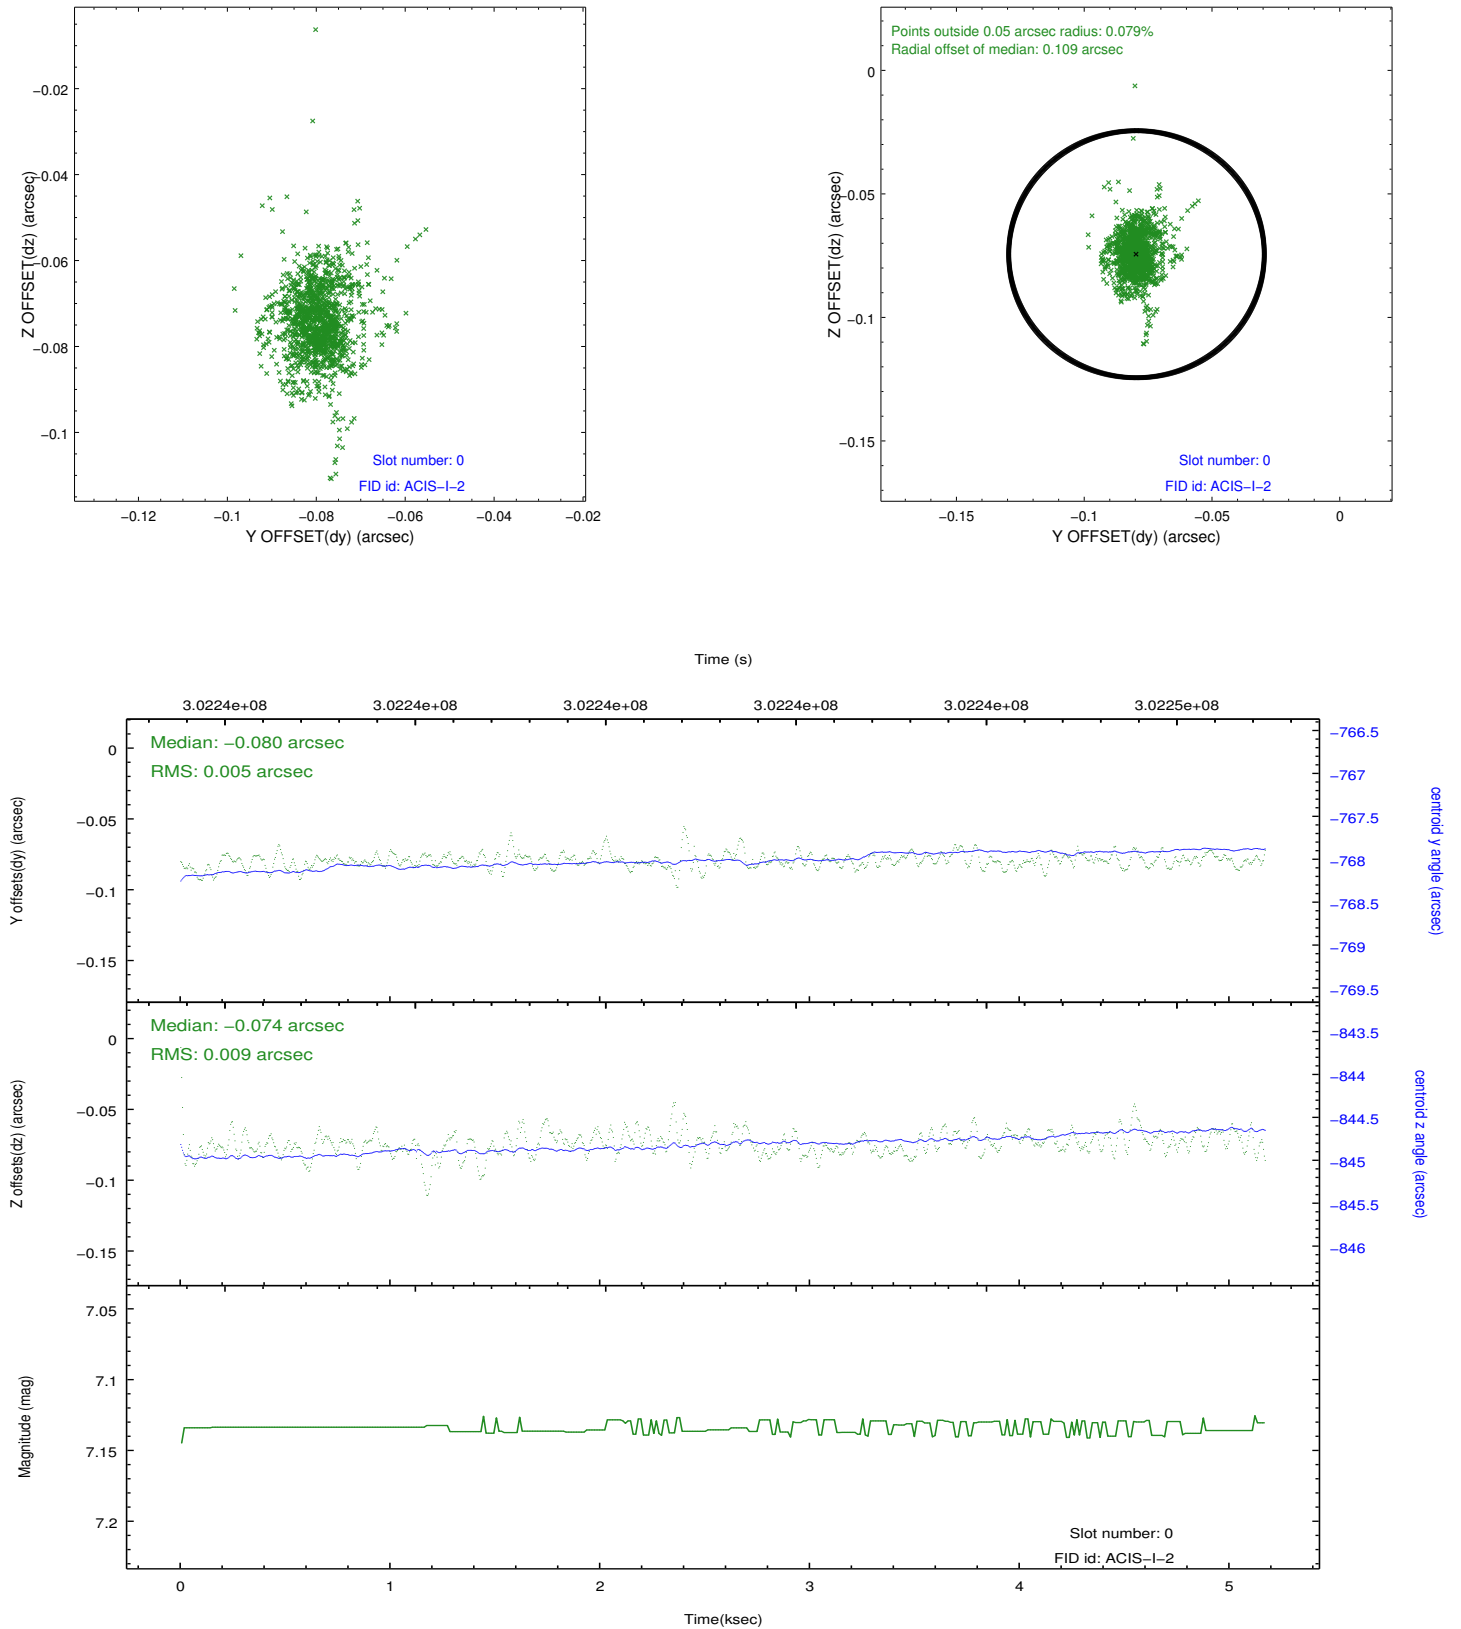 −0.02
−0.04
−0.06
−0.08
−0.1
Z OFFSET(dz) (arcsec)
Slot number: 0
FID id: ACIS−I−2
−0.12
−0.1
−0.08
−0.06
−0.04
−0.02
Y OFFSET(dy) (arcsec)
Points outside 0.05 arcsec radius: 0.079%
Radial offset of median: 0.109 arcsec
0
−0.05
−0.1
−0.15
Z OFFSET(dz) (arcsec)
Slot number: 0
FID id: ACIS−I−2
−0.15
−0.1
−0.05
0
Y OFFSET(dy) (arcsec)
Time (s)
3.0224e+08
3.0224e+08
3.0224e+08
3.0224e+08
3.0224e+08
3.0225e+08
Median: −0.080 arcsec
RMS: 0.005 arcsec
0
−0.05
−0.1
−0.15
Y offsets(dy) (arcsec)
−766.5
−767
−767.5
−768
−768.5
−769
−769.5
centroid y angle (arcsec)
Median: −0.074 arcsec
RMS: 0.009 arcsec
0
−0.05
−0.1
−0.15
Z offsets(dz) (arcsec)
−843.5
−844
−844.5
−845
−845.5
−846
centroid z angle (arcsec)
7.05
7.1
7.15
7.2
Magnitude (mag)
Slot number: 0
FID id: ACIS−I−2
0
1
2
3
4
5
Time(ksec)